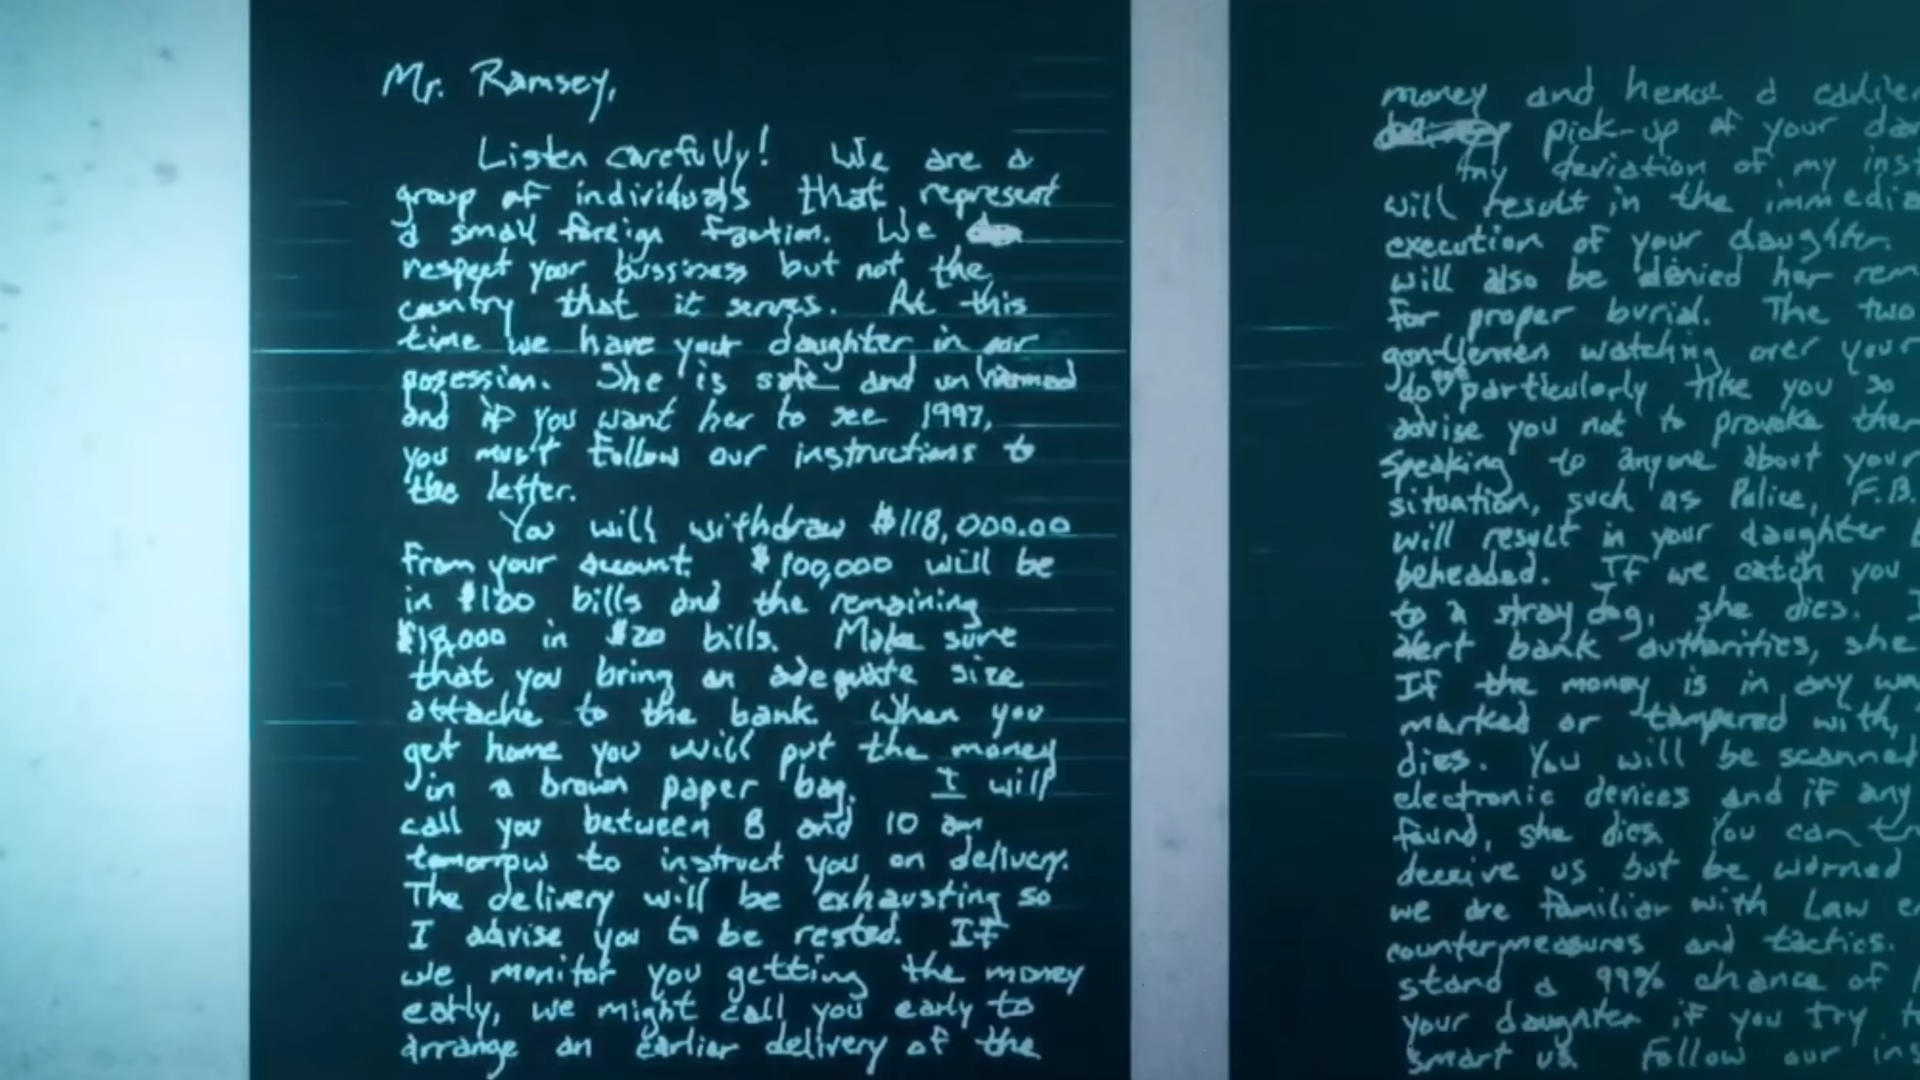 Mr. Ramsey,
Listen carefully! We are a
group of individuals that represent
a small foreign faction. We
respect your bussiness but not the
country that it serves. At this
time we have your daughter in our
posession. She is safe and unharmed
and if you want her to see 1997,
you must follow our instructions to
the letter.
You will withdraw $118,000.00
from your account. $100,000 will be
in $100 bills and the remaining
$18,000 in $20 bills. Make sure
that you bring an adequate size
attache to the bank. When you
get home you will put the money
in a brown paper bag. I will
call you between 8 and 10 am
tomorrow to instruct you on delivery.
The delivery will be exhausting so
I advise you to be rested. If
we monitor you getting the money
early, we might call you early to
arrange an earlier delivery of the
money and hence a earlier
pick-up of your dau
Any deviation of my inst
will result in the immedia
execution of your daughter.
will also be denied her rem
for proper burial. The two
gentlemen watching over your
do particularly like you so
advise you not to provoke them
Speaking to anyone about your
situation, such as Police, F.B.
will result in your daughter b
beheaded. If we catch you
to a stray dog, she dies. I
alert bank authorities, she
If the money is in any wa
marked or tampered with,
dies. You will be scanned
electronic devices and if any
found, she dies. You can tr
deceive us but be warned
we are familiar with Law e
countermeasures and tactics.
stand a 99% chance of
your daughter if you try t
smart us. Follow our ins